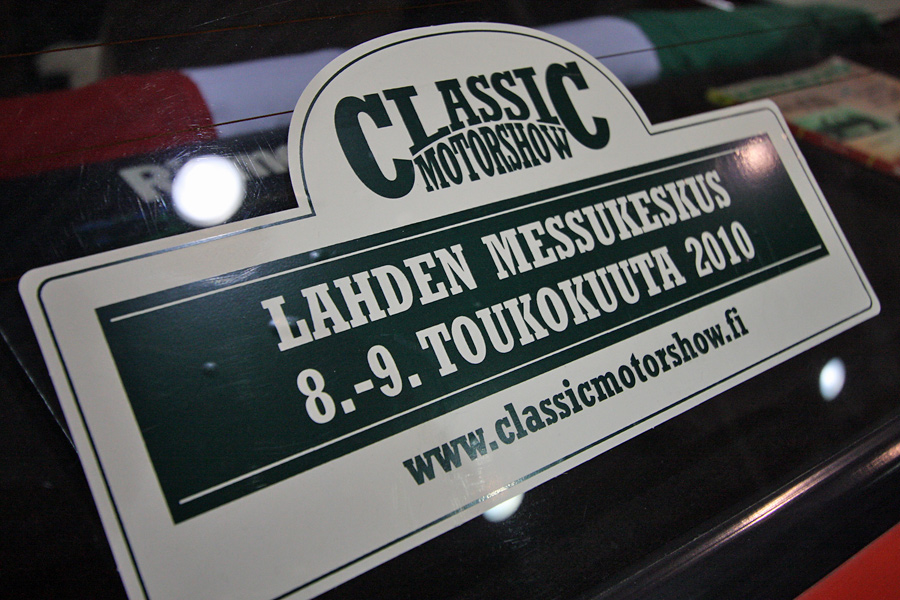 CLASSIC
MOTORSHOW
LAHDEN MESSUKESKUS
8.-9. TOUKOKUUTA 2010
www.classicmotorshow.fi